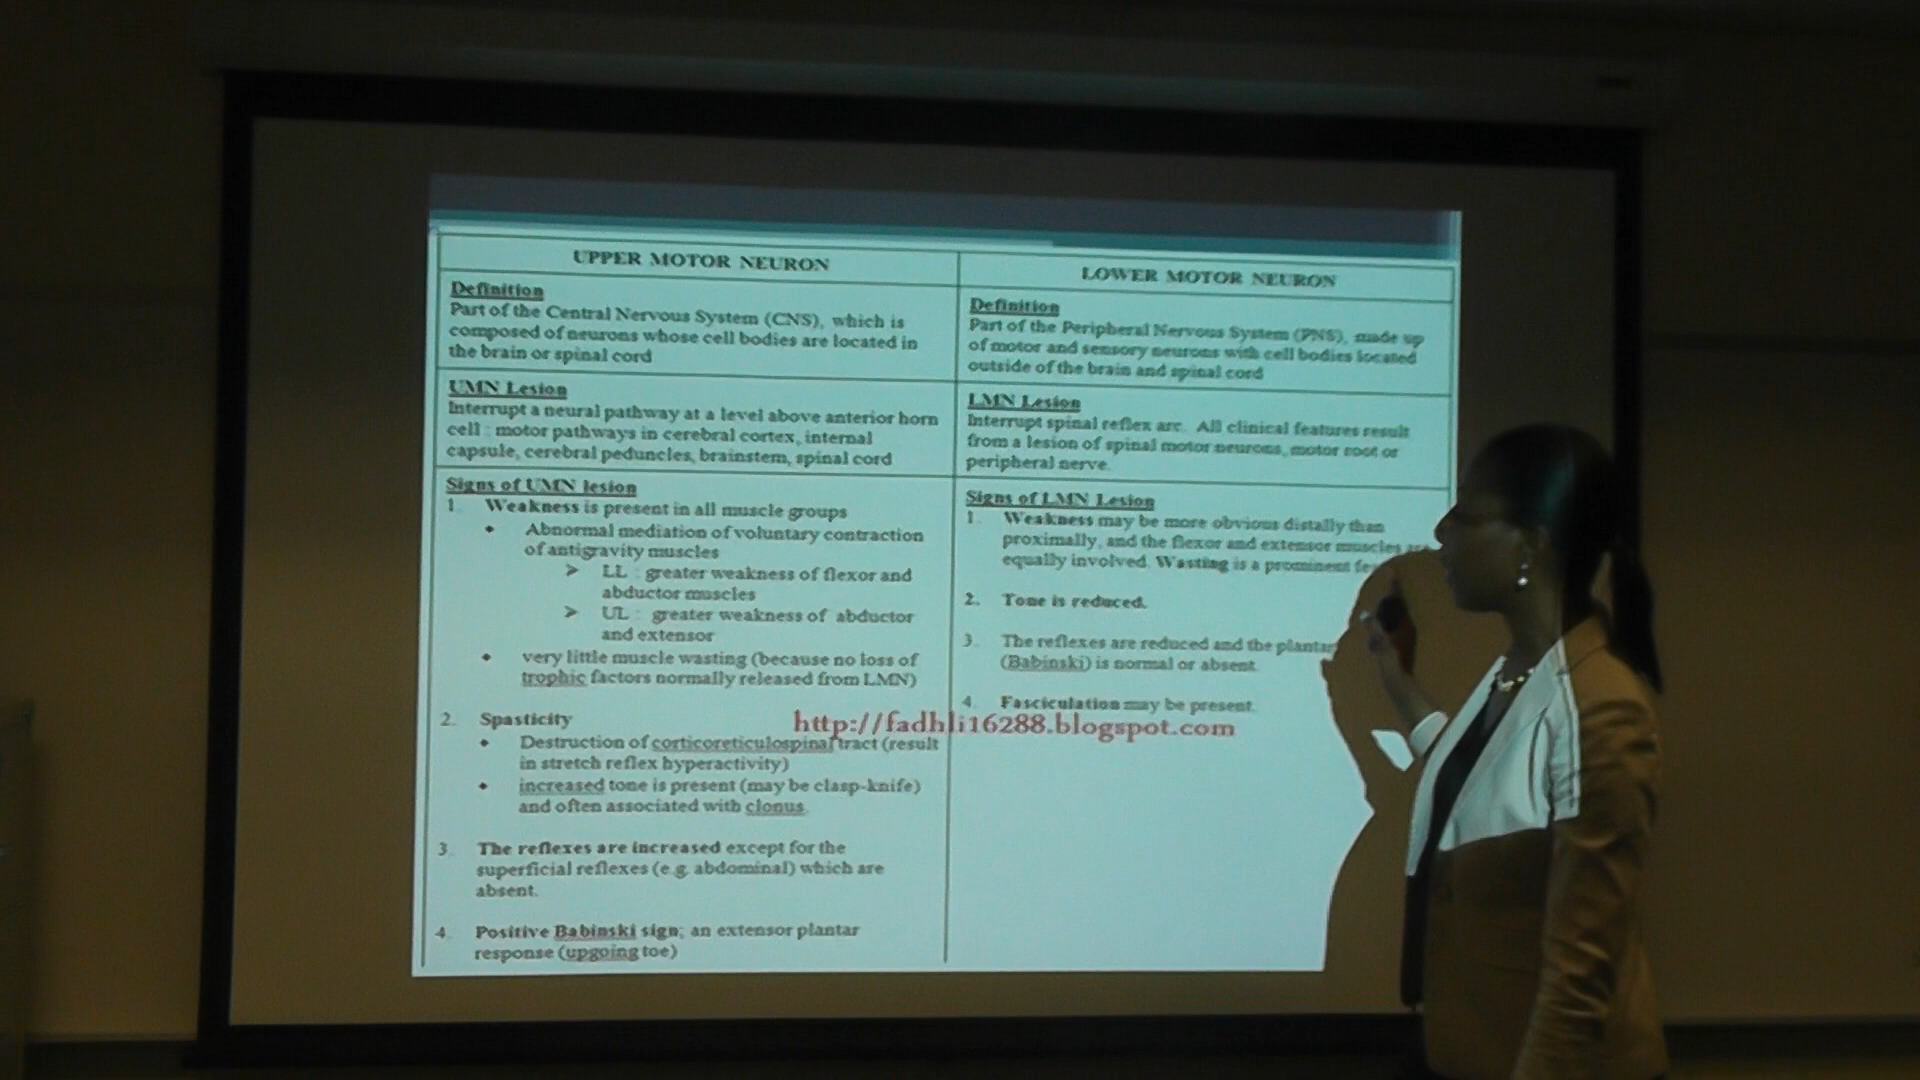 UPPER MOTOR NEURON
Definition
Part of the Central Nervous System (CNS), which is
composed of neurons whose cell bodies are located in
the brain or spinal cord
UMN Lesion
Interrupt a neural pathway at a level above anterior horn
cell : motor pathways in cerebral cortex, internal
capsule, cerebral peduncles, brainstem, spinal cord
Signs of UMN lesion
1. Weakness is present in all muscle groups
• Abnormal mediation of voluntary contraction
of antigravity muscles
➢ LL : greater weakness of flexor and
abductor muscles
➢ UL : greater weakness of abductor
and extensor
• very little muscle wasting (because no loss of
trophic factors normally released from LMN)
2. Spasticity
• Destruction of corticoreticulospinal tract (result
in stretch reflex hyperactivity)
• increased tone is present (may be clasp-knife)
and often associated with clonus.
3. The reflexes are increased except for the
superficial reflexes (e.g. abdominal) which are
absent.
4. Positive Babinski sign; an extensor plantar
response (upgoing toe)
LOWER MOTOR NEURON
Definition
Part of the Peripheral Nervous System (PNS), made up
of motor and sensory neurons with cell bodies located
outside of the brain and spinal cord
LMN Lesion
Interrupt spinal reflex arc. All clinical features result
from a lesion of spinal motor neurons, motor root or
peripheral nerve.
Signs of LMN Lesion
1. Weakness may be more obvious distally than
proximally, and the flexor and extensor muscles
equally involved. Wasting is a prominent
2. Tone is reduced.
3. The reflexes are reduced and the plantar
(Babinski) is normal or absent.
4. Fasciculation may be present.
http://fadhli16288.blogspot.com